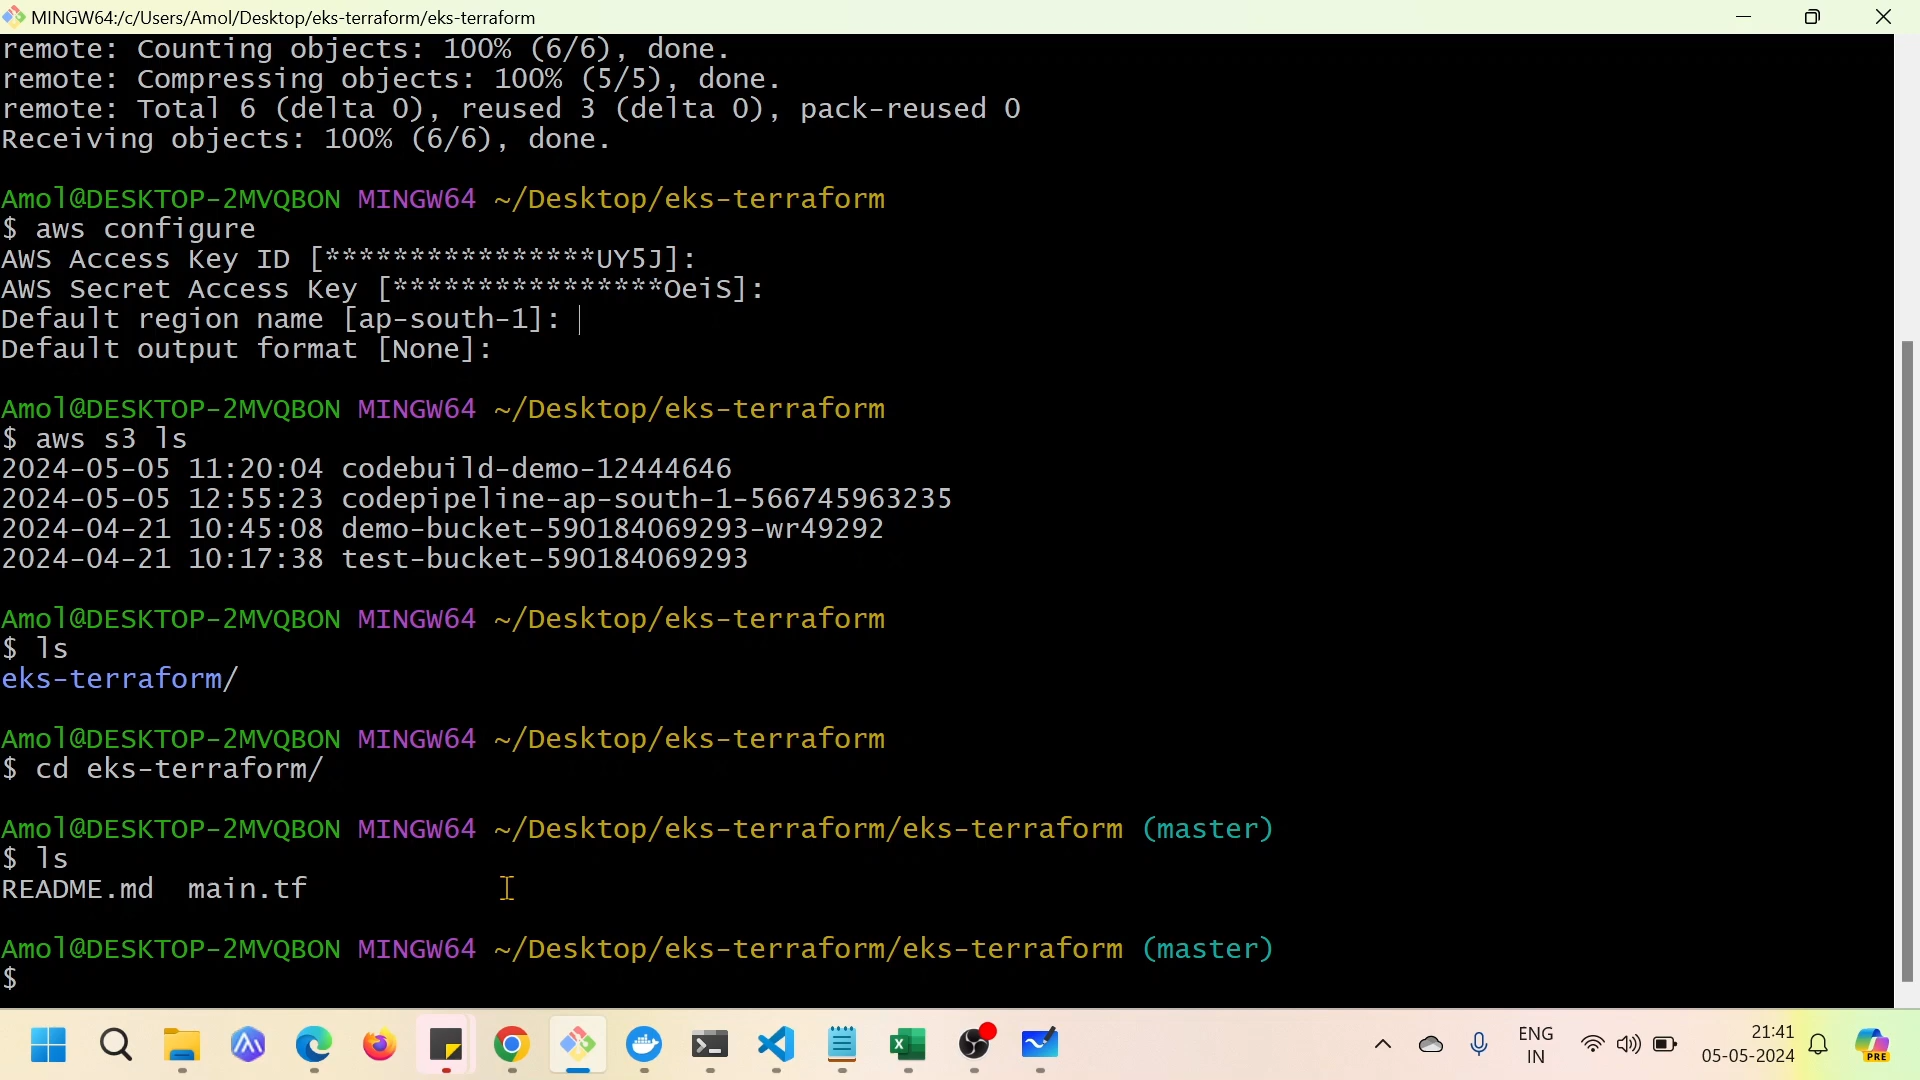 MINGW64:/c/Users/Amol/Desktop/eks-terraform/eks-terraform
remote: Counting objects: 100% (6/6), done.
remote: Compressing objects: 100% (5/5), done.
remote: Total 6 (delta 0), reused 3 (delta 0), pack-reused 0
Receiving objects: 100% (6/6), done.
Amol@DESKTOP-2MVQBON MINGW64 ~/Desktop/eks-terraform
$ aws configure
AWS Access Key ID [****************UY5J]:
AWS Secret Access Key [****************OeiS]:
Default region name [ap-south-1]:
Default output format [None]:
Amol@DESKTOP-2MVQBON MINGW64 ~/Desktop/eks-terraform
$ aws s3 ls
2024-05-05 11:20:04 codebuild-demo-12444646
2024-05-05 12:55:23 codepipeline-ap-south-1-566745963235
2024-04-21 10:45:08 demo-bucket-590184069293-wr49292
2024-04-21 10:17:38 test-bucket-590184069293
Amol@DESKTOP-2MVQBON MINGW64 ~/Desktop/eks-terraform
$ ls
eks-terraform/
Amol@DESKTOP-2MVQBON MINGW64 ~/Desktop/eks-terraform
$ cd eks-terraform/
Amol@DESKTOP-2MVQBON MINGW64 ~/Desktop/eks-terraform/eks-terraform (master)
$ ls
README.md  main.tf
Amol@DESKTOP-2MVQBON MINGW64 ~/Desktop/eks-terraform/eks-terraform (master)
$
ENG
IN
21:41
05-05-2024
PRE